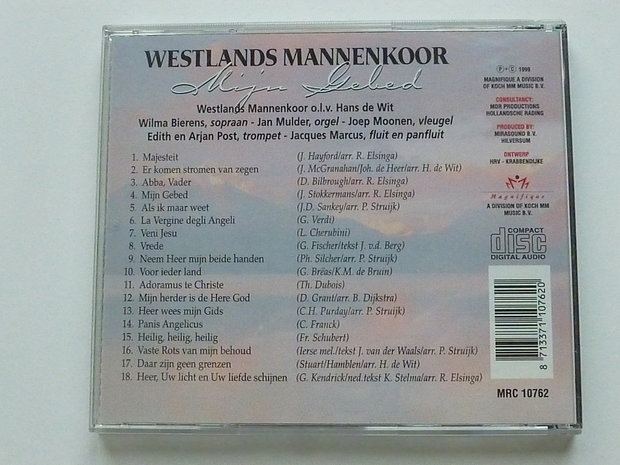 WESTLANDS MANNENKOOR
Mijn Gebed
Westlands Mannenkoor o.l.v. Hans de Wit
Wilma Bierens, sopraan - Jan Mulder, orgel - Joep Moonen, vleugel
Edith en Arjan Post, trompet - Jacques Marcus, fluit en panfluit
1. Majesteit (J. Hayford/arr. R. Elsinga)
2. Er komen stromen van zegen (J. McGranahan/Joh. de Heer/arr. H. de Wit)
3. Abba, Vader (D. Bilbrough/arr. R. Elsinga)
4. Mijn Gebed (J. Stokkermans/arr. R. Elsinga)
5. Als ik maar weet (J.D. Sankey/arr. P. Struijk)
6. La Vergine degli Angeli (G. Verdi)
7. Veni Jesu (L. Cherubini)
8. Vrede (G. Fischer/tekst J. v.d. Berg)
9. Neem Heer mijn beide handen (Ph. Silcher/arr. P. Struijk)
10. Voor ieder land (G. Brëas/K.M. de Bruin)
11. Adoramus te Christe (Th. Dubois)
12. Mijn herder is de Here God (D. Grant/arr. B. Dijkstra)
13. Heer wees mijn Gids (C.H. Purday/arr. P. Struijk)
14. Panis Angelicus (C. Franck)
15. Heilig, heilig, heilig (Fr. Schubert)
16. Vaste Rots van mijn behoud (Ierse mel./tekst J. van der Waals/arr. P. Struijk)
17. Daar zijn geen grenzen (Stuart/Hamblen/arr. H. de Wit)
18. Heer, Uw licht en Uw liefde schijnen (G. Kendrick/ned.tekst K. Stelma/arr. R. Elsinga)
℗ + © 1998
MAGNIFIQUE A DIVISION
OF KOCH MM MUSIC B.V.
CONSULTANCY:
MDR PRODUCTIONS
HOLLANDSCHE RADING
PRODUCED BY:
MIRASOUND B.V.
HILVERSUM
ONTWERP
HRV - KRABBENDIJKE
Magnifique
A DIVISION OF KOCH MM
MUSIC B.V.
COMPACT
disc
DIGITAL AUDIO
8 713371 107620
MRC 10762